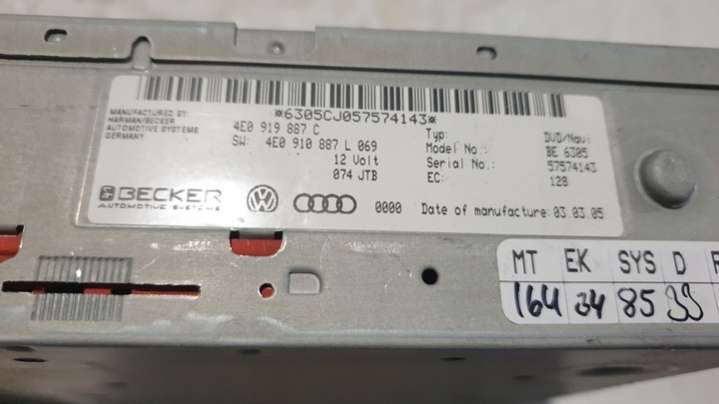 *6305CJ057574143*
MANUFACTURED BY:
HARMAN/BECKER
AUTOMOTIVE SYSTEMS
GERMANY
4E0 919 887 C
SW: 4E0 910 887 L 069
12 Volt
074 JTB
Typ: DVD/Navi
Model No.: BE 6305
Serial No.: 57574143
EC: 128
BECKER
AUTOMOTIVE SYSTEMS
0000 Date of manufacture: 03.03.05
MT EK SYS D
164 34 85 33